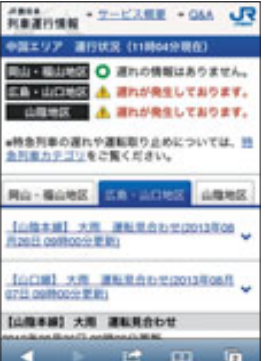 JR西日本
列車運行情報
サービス概要
Q&A
JR
中国エリア 運行状況 (11時04分現在)
岡山・福山地区 遅れの情報はありません。
広島・山口地区 遅れが発生しております。
山陰地区 遅れが発生しております。
※特急列車の遅れや運転取り止めについては、特
急列車カテゴリをご覧ください。
岡山・福山地区 広島・山口地区 山陰地区
【山陰本線】 大雨 運転見合わせ(2013年08
月26日 09時00分更新)
【山口線】 大雨 運転見合わせ(2013年08月
07日 09時00分更新)
【山陰本線】 大雨 運転見合わせ